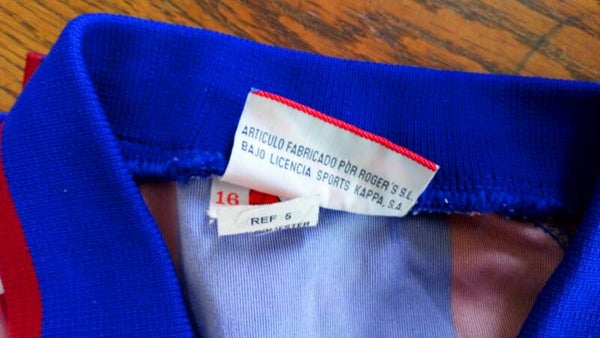 ARTICULO FABRICADO POR ROGER'S S.L.
BAJO LICENCIA SPORTS KAPPA, S.A.
16
REF 5